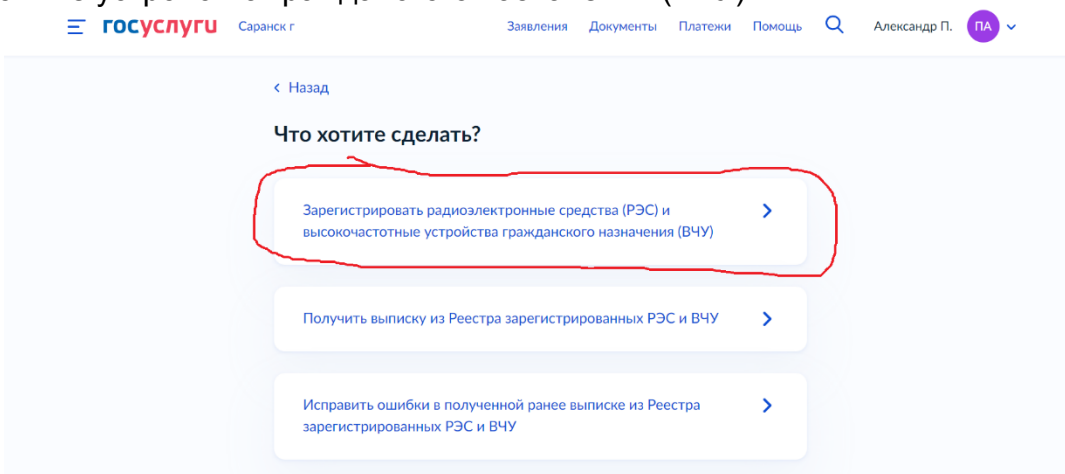 госуслуги Саранск г Заявления Документы Платежи Помощь Александр П. ПА
Назад
Что хотите сделать?
Зарегистрировать радиоэлектронные средства (РЭС) и
высокочастотные устройства гражданского назначения (ВЧУ)
Получить выписку из Реестра зарегистрированных РЭС и ВЧУ
Исправить ошибки в полученной ранее выписке из Реестра
зарегистрированных РЭС и ВЧУ